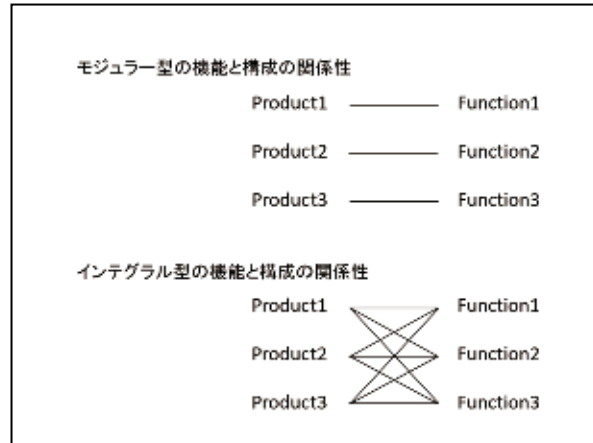 モジュラー型の機能と構成の関係性
Product1 Function1
Product2 Function2
Product3 Function3
インテグラル型の機能と構成の関係性
Product1 Function1
Product2 Function2
Product3 Function3